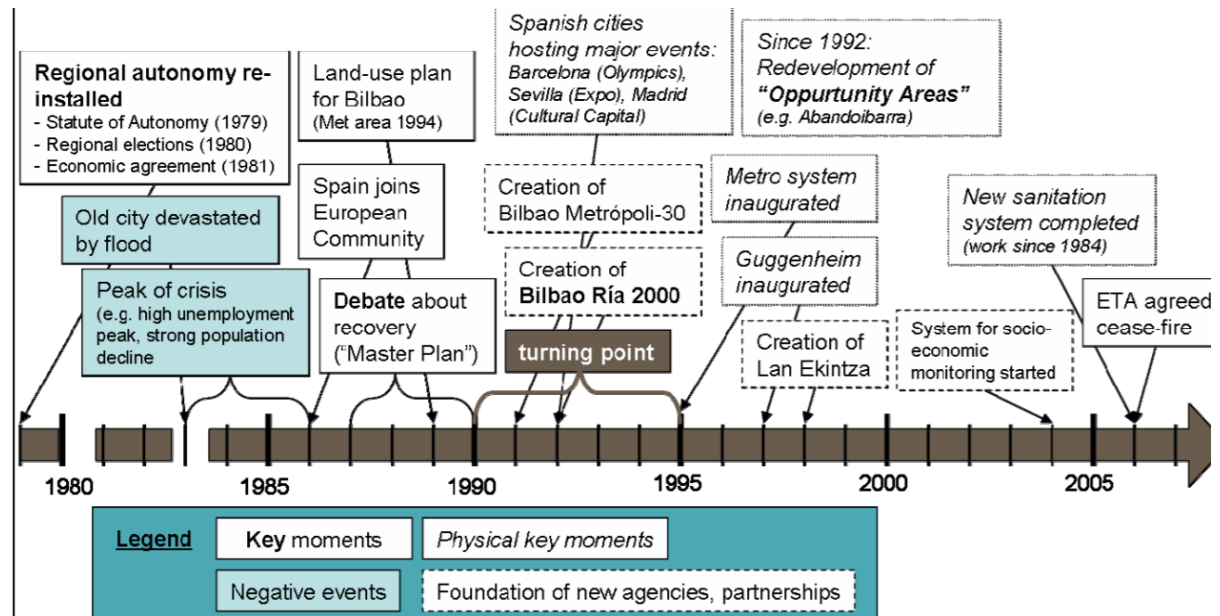 Regional autonomy re-
installed
- Statute of Autonomy (1979)
- Regional elections (1980)
- Economic agreement (1981)
Old city devastated
by flood
Peak of crisis
(e.g. high unemployment
peak, strong population
decline
Land-use plan
for Bilbao
(Met area 1994)
Spain joins
European
Community
Debate about
recovery
(“Master Plan”)
Spanish cities
hosting major events:
Barcelona (Olympics),
Sevilla (Expo), Madrid
(Cultural Capital)
Creation of
Bilbao Metrópoli-30
Creation of
Bilbao Ría 2000
turning point
Since 1992:
Redevelopment of
“Oppurtunity Areas”
(e.g. Abandoibarra)
Metro system
inaugurated
Guggenheim
inaugurated
Creation of
Lan Ekintza
New sanitation
system completed
(work since 1984)
System for socio-
economic
monitoring started
ETA agreed
cease-fire
1980
1985
1990
1995
2000
2005
Legend
Key moments
Physical key moments
Negative events
Foundation of new agencies, partnerships